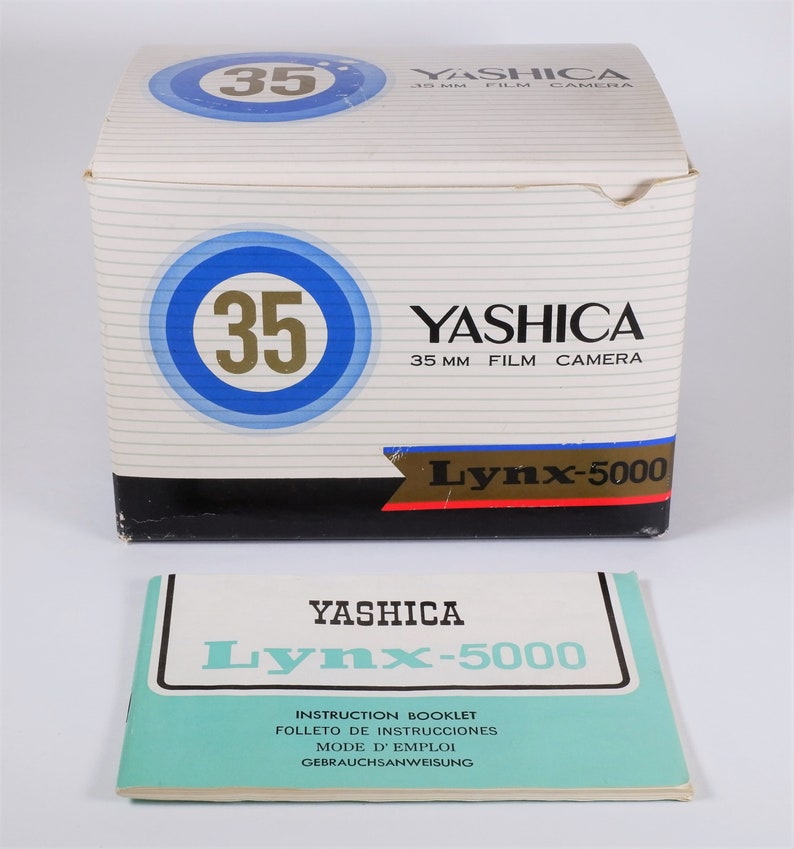 35
YASHICA
35 MM FILM CAMERA
35
YASHICA
35 MM FILM CAMERA
Lynx-5000
YASHICA
Lynx-5000
INSTRUCTION BOOKLET
FOLLETO DE INSTRUCCIONES
MODE D' EMPLOI
GEBRAUCHSANWEISUNG